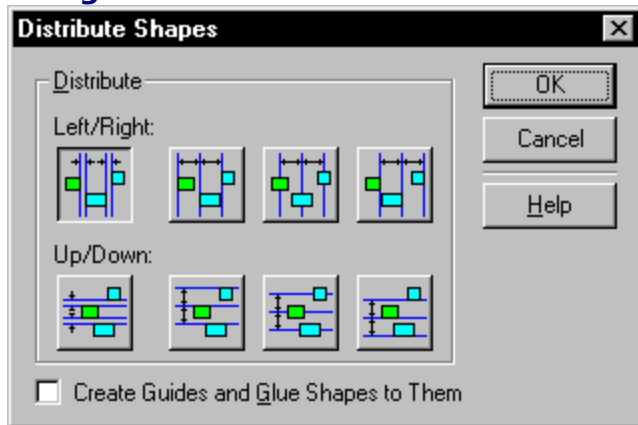 Distribute Shapes
Distribute
OK
Left/Right:
Cancel
Help
Up/Down:
Create Guides and Glue Shapes to Them